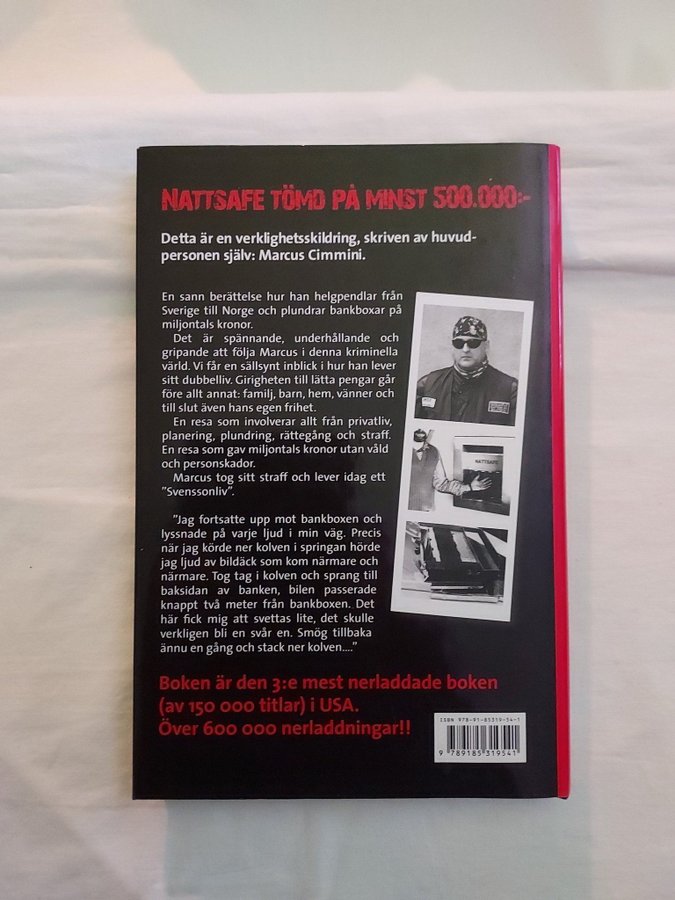 NATTSAFE TÖMD PÅ MINST 500.000:-
Detta är en verklighetsskildring, skriven av huvud-
personen själv: Marcus Cimmini.
En sann berättelse hur han helgpendlar från
Sverige till Norge och plundrar bankboxar på
miljontals kronor.
Det är spännande, underhållande och
gripande att följa Marcus i denna kriminella
värld. Vi får en sällsynt inblick i hur han lever
sitt dubbelliv. Girigheten till lätta pengar går
före allt annat: familj, barn, hem, vänner och
till slut även hans egen frihet.
En resa som involverar allt från privatliv,
planering, plundring, rättegång och straff.
En resa som gav miljontals kronor utan våld
och personskador.
Marcus tog sitt straff och lever idag ett
"Svenssonliv".
NATTSAFE
"Jag fortsatte upp mot bankboxen och
lyssnade på varje ljud i min väg. Precis
när jag körde ner kolven i springan hörde
jag ljud av bildäck som kom närmare och
närmare. Tog tag i kolven och sprang till
baksidan av banken, bilen passerade
knappt två meter från bankboxen. Det
här fick mig att svettas lite, det skulle
verkligen bli en svår en. Smög tillbaka
ännu en gång och stack ner kolven...."
Boken är den 3:e mest nerladdade boken
(av 150 000 titlar) i USA.
Över 600 000 nerladdningar!!
ISBN 978-91-85319-54-1
9 789185 319541